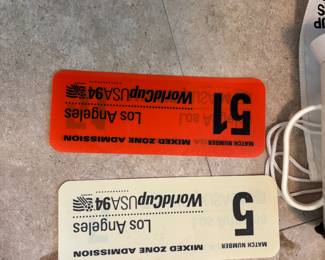 MATCH NUMBER
5
MIXED ZONE ADMISSION
Los Angeles
WorldCupUSA94
MATCH NUMBER
51
MIXED ZONE ADMISSION
Los Angeles
WorldCupUSA94